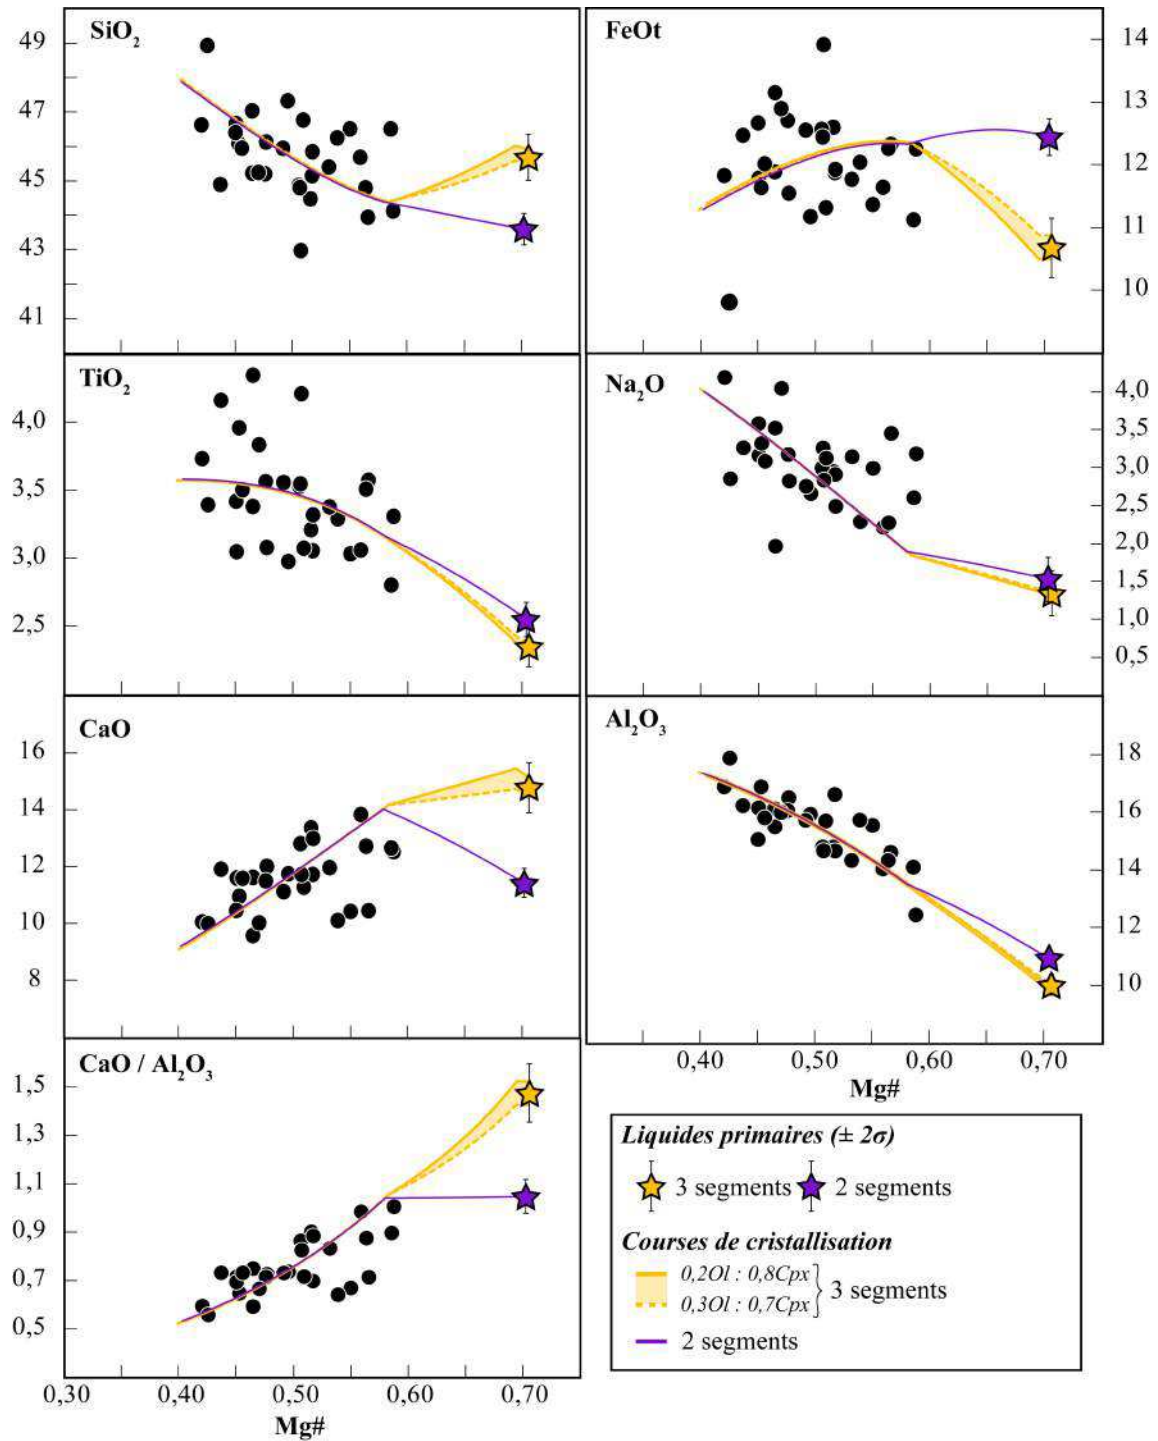 SiO₂
49
47
45
43
41
FeOt
14
13
12
11
10
TiO₂
4,0
3,5
3,0
2,5
Na₂O
4,0
3,5
3,0
2,5
2,0
1,5
1,0
0,5
CaO
16
14
12
10
8
Al₂O₃
18
16
14
12
10
0,40 0,50 0,60 0,70
Mg#
CaO / Al₂O₃
1,5
1,3
1,1
0,9
0,7
0,5
0,30 0,40 0,50 0,60 0,70
Mg#
Liquides primaires (± 2σ)
3 segments 2 segments
Courses de cristallisation
0,2Ol : 0,8Cpx
0,3Ol : 0,7Cpx
3 segments
2 segments